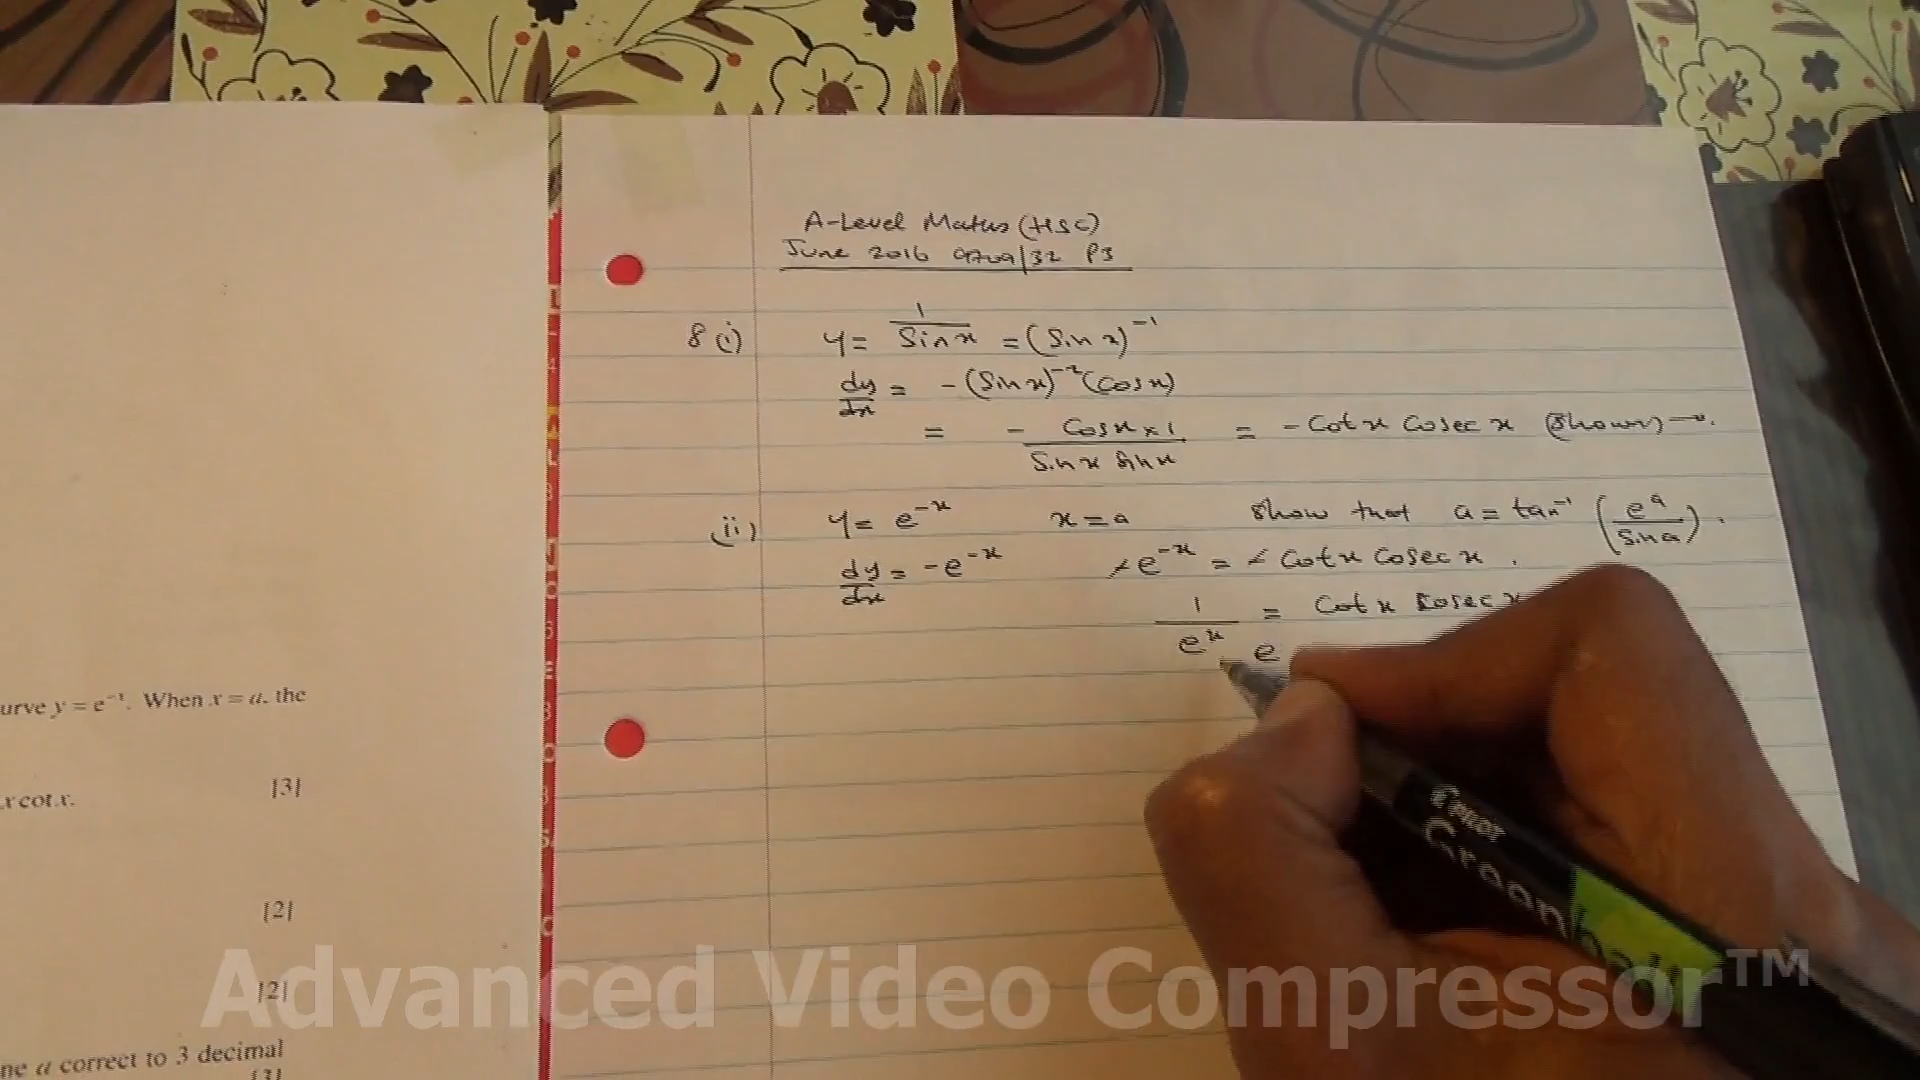 A-Level Maths (HSC)
June 2016 9709/32 P3
8 (i) y = 1/Sin x = (Sin x)^-1
dy/dx = -(Sin x)^-2 (Cos x)
= - Cos x × 1 / Sin x Sin x = - Cot x Cosec x (Shown)
(ii) y = e^-x x = a Show that a = tan^-1 (e^a / Sin a).
dy/dx = -e^-x -e^-x = - Cot x Cosec x.
1/e^x = Cot x Cosec x
e
urve y = e^-x. When x = a, the
[3]
x cot x.
[2]
[2]
ne a correct to 3 decimal
[3]
PILOT
Advanced Video Compressor™